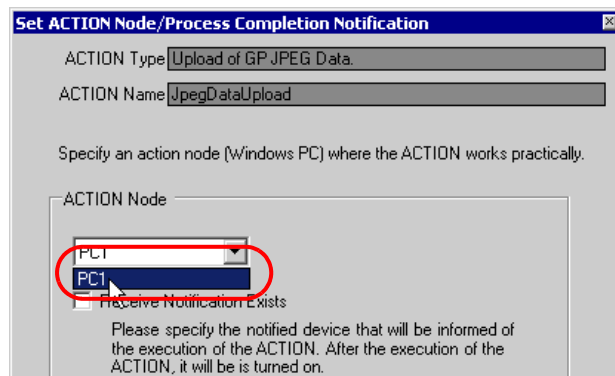 Set ACTION Node/Process Completion Notification
ACTION Type Upload of GP JPEG Data.
ACTION Name JpegDataUpload
Specify an action node (Windows PC) where the ACTION works practically.
ACTION Node
PC1
PC1
Receive Notification Exists
Please specify the notified device that will be informed of
the execution of the ACTION. After the execution of the
ACTION, it will be is turned on.